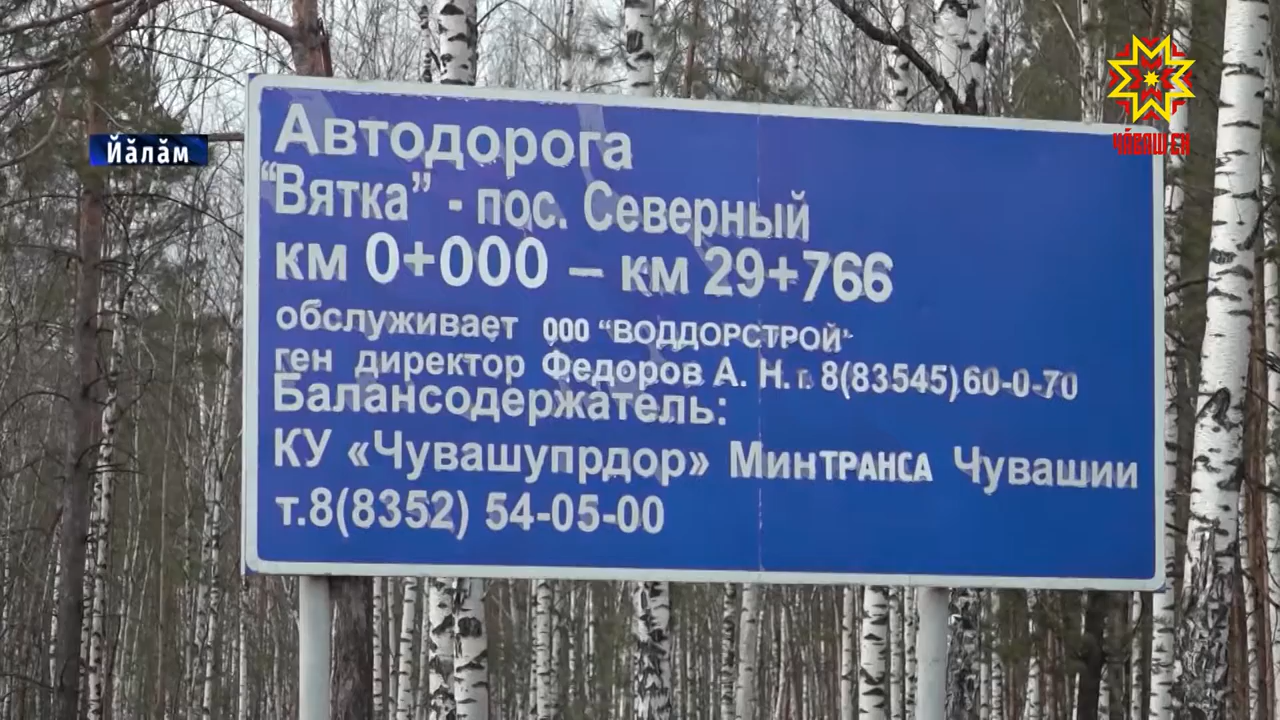 Йӑлӑм
ЧӐВАШ ЕН
Автодорога
“Вятка” - пос. Северный
км 0+000 – км 29+766
обслуживает ООО “ВОДДОРСТРОЙ”
ген директор Федоров А. Н. т. 8(83545)60-0-70
Балансодержатель:
КУ «Чувашупрдор» МинТРАНСА Чувашии
т.8(8352) 54-05-00